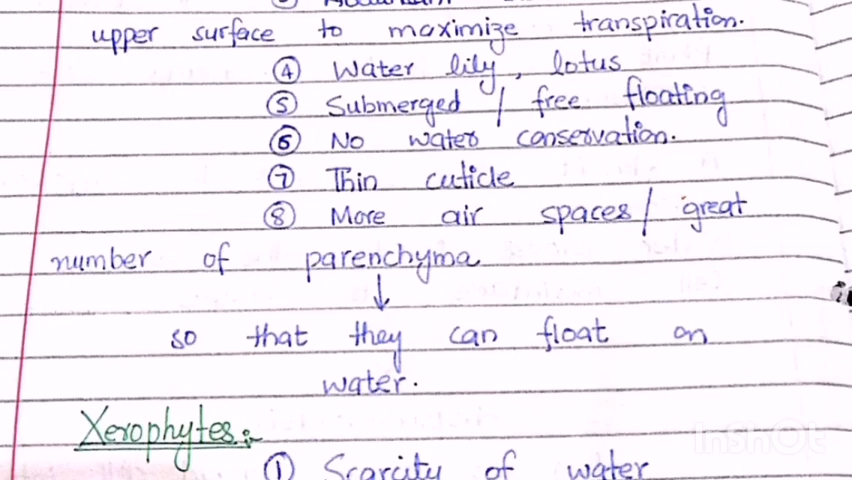 upper surface to maximize transpiration.
④ Water lily, lotus
⑤ Submerged / free floating
⑥ No water conservation.
⑦ Thin cuticle
⑧ More air spaces / great
number of parenchyma
↓
so that they can float on
water.
Xerophytes:-
① Scarcity of water
InShOt